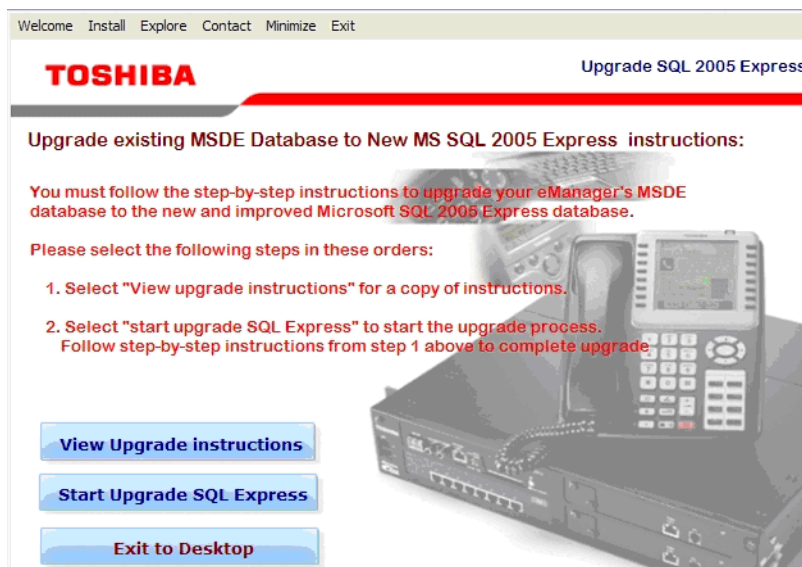 Welcome Install Explore Contact Minimize Exit
TOSHIBA
Upgrade SQL 2005 Express
Upgrade existing MSDE Database to New MS SQL 2005 Express instructions:
You must follow the step-by-step instructions to upgrade your eManager's MSDE
database to the new and improved Microsoft SQL 2005 Express database.
Please select the following steps in these orders:
1. Select "View upgrade instructions" for a copy of instructions.
2. Select "start upgrade SQL Express" to start the upgrade process.
Follow step-by-step instructions from step 1 above to complete upgrade
View Upgrade instructions
Start Upgrade SQL Express
Exit to Desktop